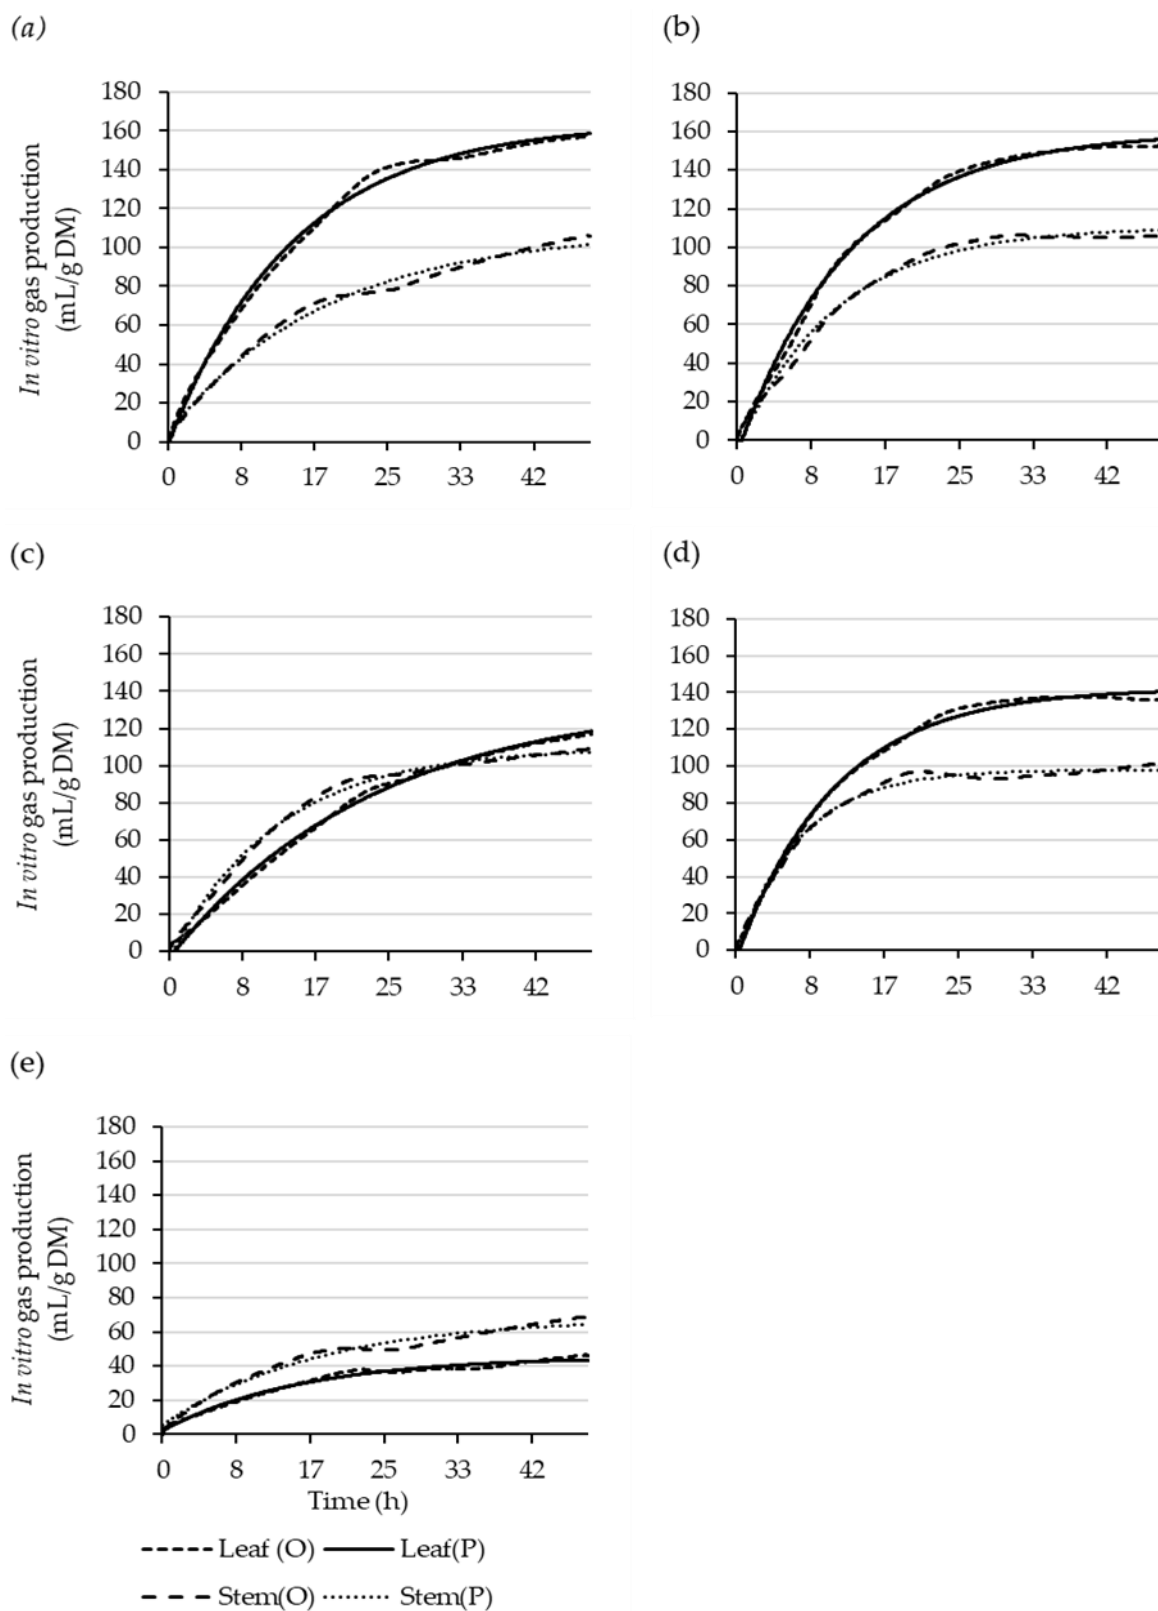 (a)
180
160
140
120
100
80
60
40
20
0
In vitro gas production
(mL/g DM)
0 8 17 25 33 42
(b)
180
160
140
120
100
80
60
40
20
0
0 8 17 25 33 42
(c)
180
160
140
120
100
80
60
40
20
0
In vitro gas production
(mL/g DM)
0 8 17 25 33 42
(d)
180
160
140
120
100
80
60
40
20
0
0 8 17 25 33 42
(e)
180
160
140
120
100
80
60
40
20
0
In vitro gas production
(mL/g DM)
0 8 17 25 33 42
Time (h)
Leaf (O) Leaf(P)
Stem(O) Stem(P)